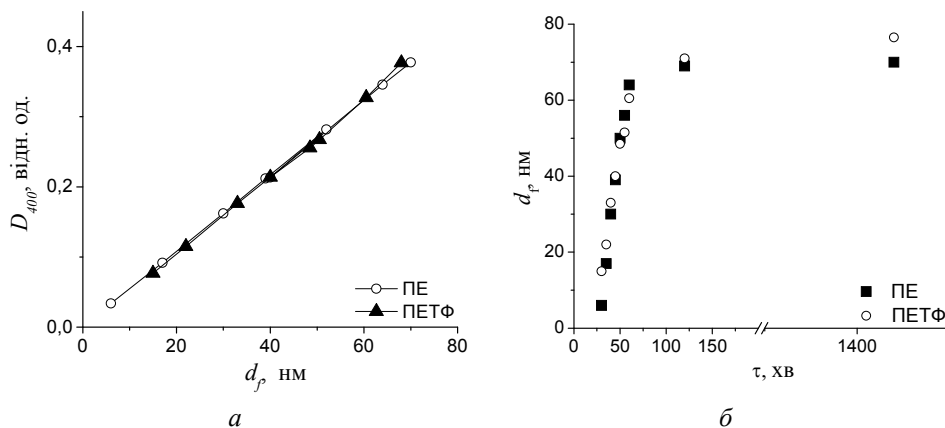 0,4
0,2
0,0
D400, відн. од.
0 20 40 60 80
df, нм
ПЕ
ПЕТФ
а
80
60
40
20
0
df, нм
0 50 100 150 1400
τ, хв
ПЕ
ПЕТФ
б